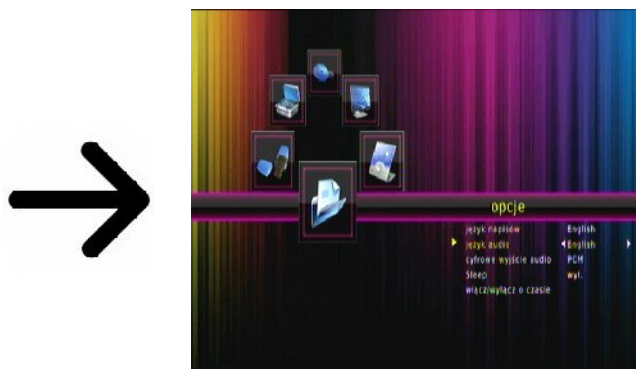 opcje
język napisów English
język audio English
cyfrowe wyjście audio PCM
Sleep wył.
włącz/wyłącz o czasie